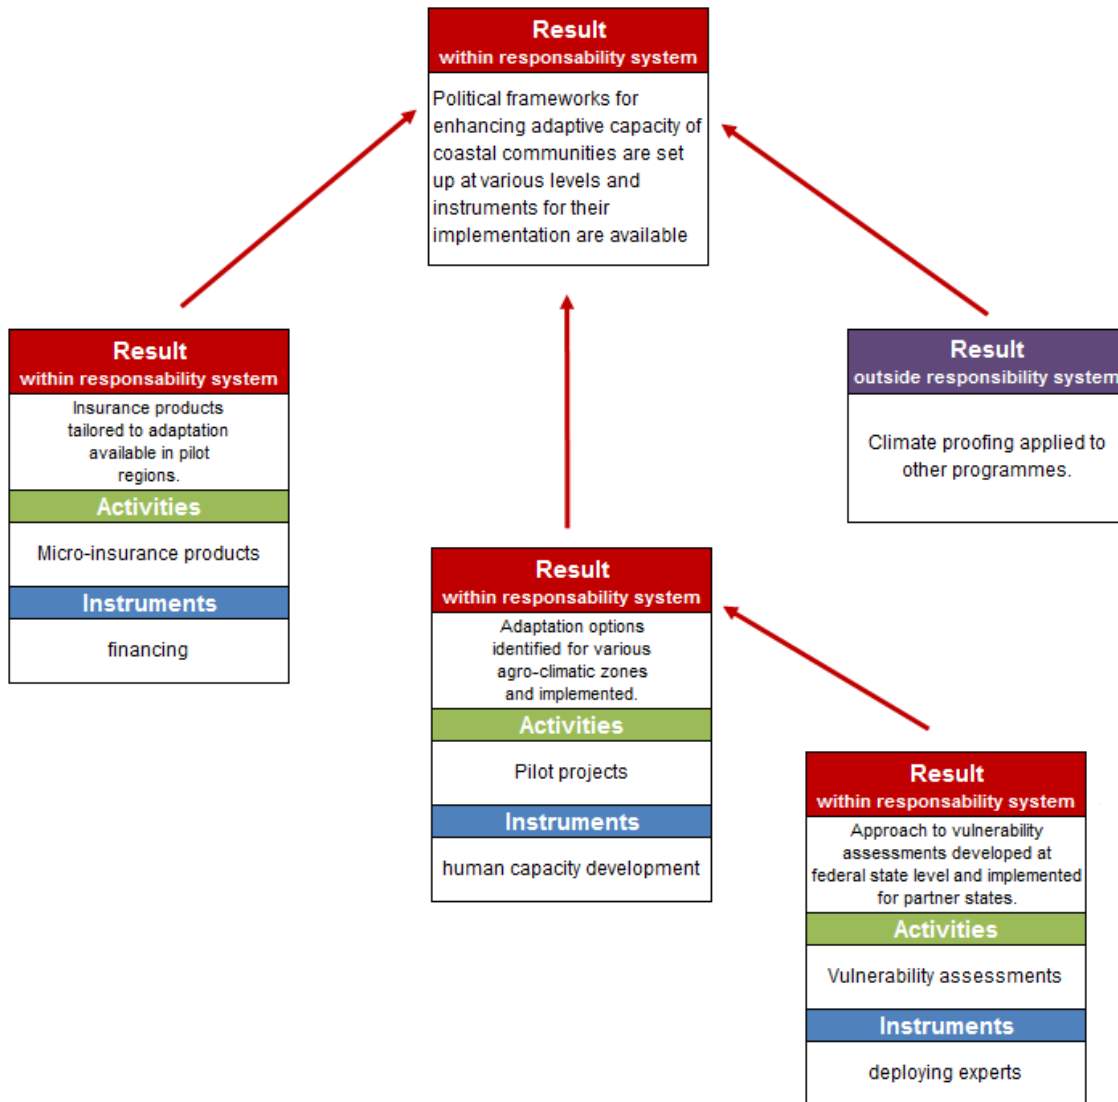 Result
within responsability system
Political frameworks for
enhancing adaptive capacity of
coastal communities are set
up at various levels and
instruments for their
implementation are available
Result
within responsability system
Insurance products
tailored to adaptation
available in pilot
regions.
Activities
Micro-insurance products
Instruments
financing
Result
outside responsibility system
Climate proofing applied to
other programmes.
Result
within responsability system
Adaptation options
identified for various
agro-climatic zones
and implemented.
Activities
Pilot projects
Instruments
human capacity development
Result
within responsability system
Approach to vulnerability
assessments developed at
federal state level and implemented
for partner states.
Activities
Vulnerability assessments
Instruments
deploying experts